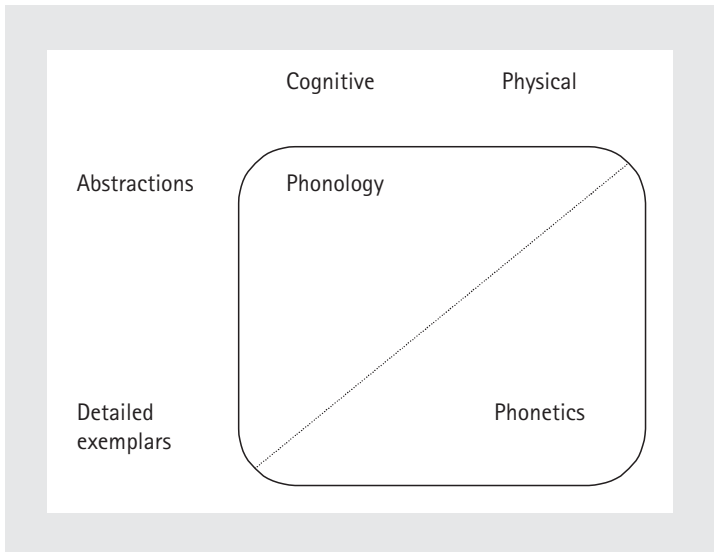 Cognitive Physical
Abstractions Phonology
Detailed
exemplars
Phonetics